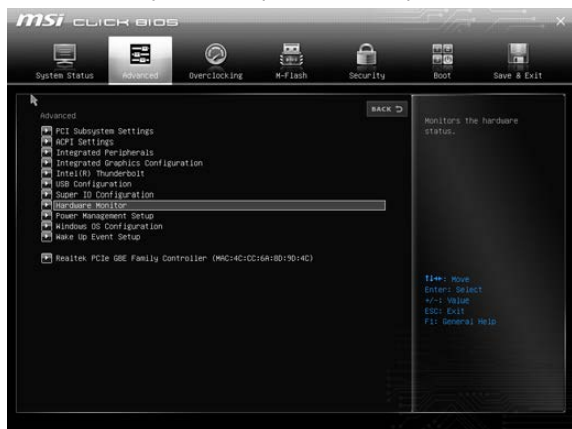 msi CLICK BIOS
System Status
Advanced
Overclocking
M-Flash
Security
Boot
Save & Exit
BACK
Advanced
PCI Subsystem Settings
ACPI Settings
Integrated Peripherals
Integrated Graphics Configuration
Intel(R) Thunderbolt
USB Configuration
Super IO Configuration
Hardware Monitor
Power Management Setup
Windows OS Configuration
Wake Up Event Setup
Realtek PCIe GBE Family Controller (MAC:4C:CC:6A:8D:9D:4C)
Monitors the hardware
status.
↑↓←→: Move
Enter: Select
+/-: Value
ESC: Exit
F1: General Help